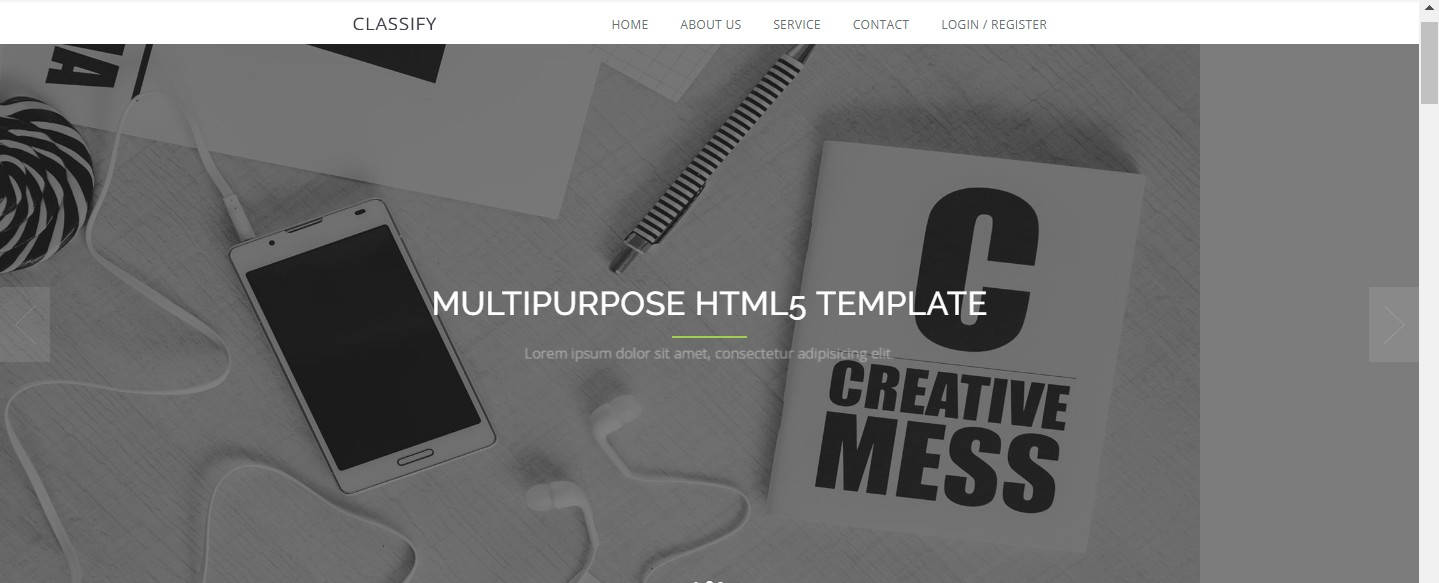 CLASSIFY HOME ABOUT US SERVICE CONTACT LOGIN / REGISTER
MULTIPURPOSE HTML5 TEMPLATE
Lorem ipsum dolor sit amet, consectetur adipisicing elit
C
CREATIVE
MESS